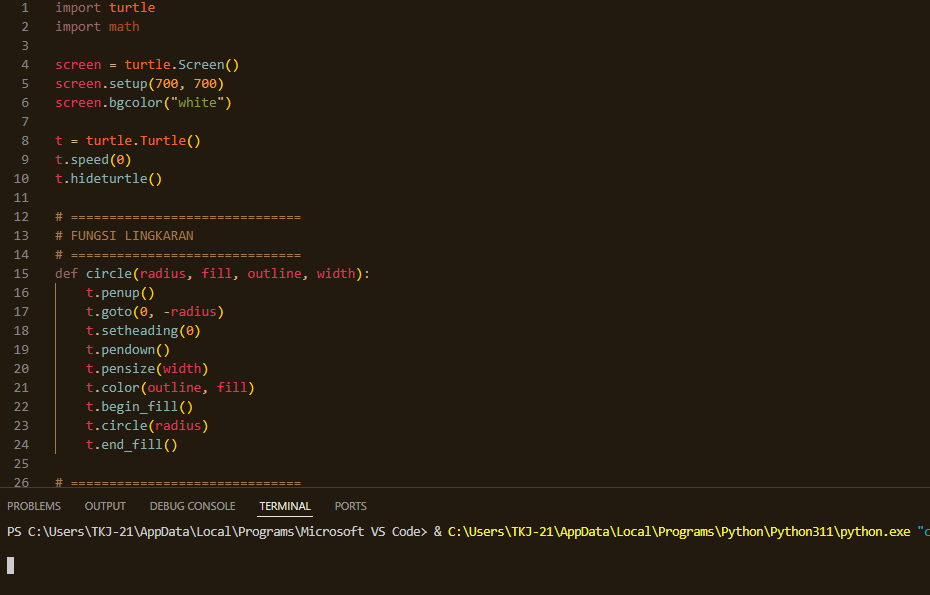 1 import turtle
2 import math
3
4 screen = turtle.Screen()
5 screen.setup(700, 700)
6 screen.bgcolor("white")
7
8 t = turtle.Turtle()
9 t.speed(0)
10 t.hideturtle()
11
12 # ==============================
13 # FUNGSI LINGKARAN
14 # ==============================
15 def circle(radius, fill, outline, width):
16     t.penup()
17     t.goto(0, -radius)
18     t.setheading(0)
19     t.pendown()
20     t.pensize(width)
21     t.color(outline, fill)
22     t.begin_fill()
23     t.circle(radius)
24     t.end_fill()
25
26 # ==============================
PROBLEMS OUTPUT DEBUG CONSOLE TERMINAL PORTS
PS C:\Users\TKJ-21\AppData\Local\Programs\Microsoft VS Code> & C:\Users\TKJ-21\AppData\Local\Programs\Python\Python311\python.exe "c